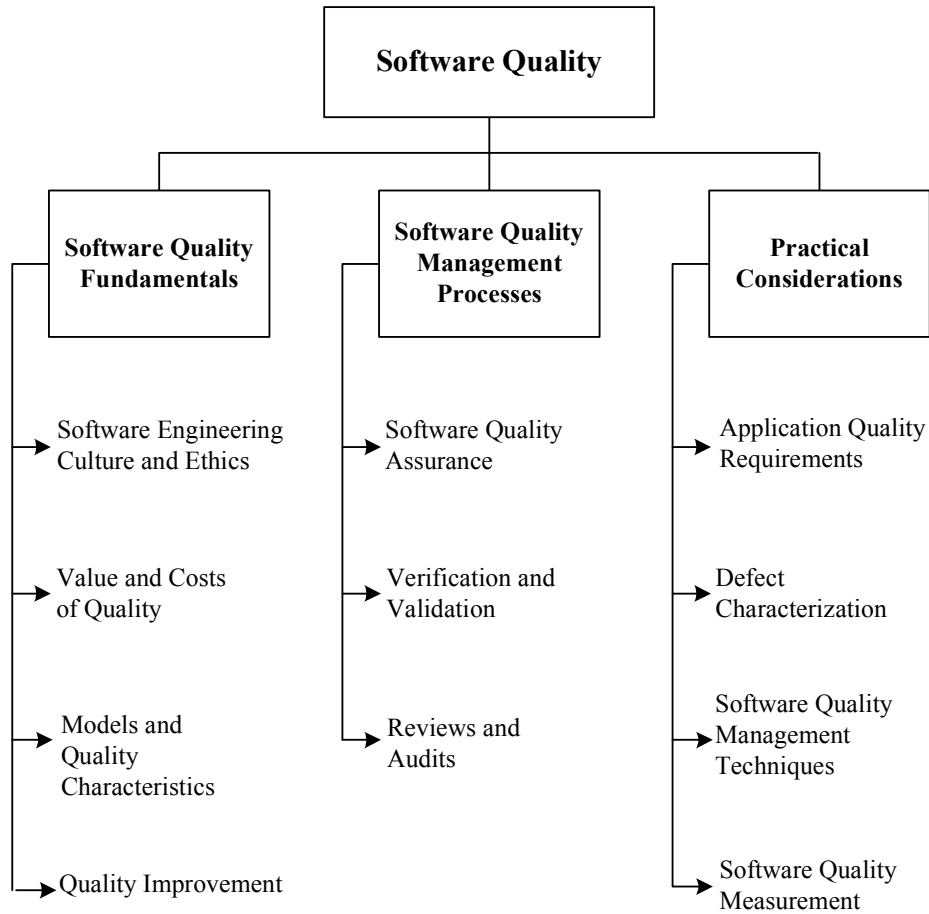 Software Quality
Software Quality
Fundamentals
Software Engineering
Culture and Ethics
Value and Costs
of Quality
Models and
Quality
Characteristics
Quality Improvement
Software Quality
Management
Processes
Software Quality
Assurance
Verification and
Validation
Reviews and
Audits
Practical
Considerations
Application Quality
Requirements
Defect
Characterization
Software Quality
Management
Techniques
Software Quality
Measurement